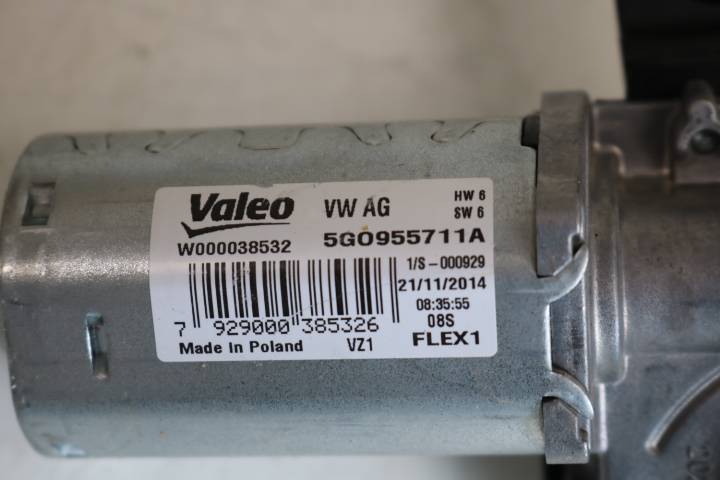 Valeo VW AG HW 6
SW 6
W000038532 5G0955711A
1/S-000929
21/11/2014
08:35:55
7 929000 385326 08S
Made in Poland VZ1 FLEX1